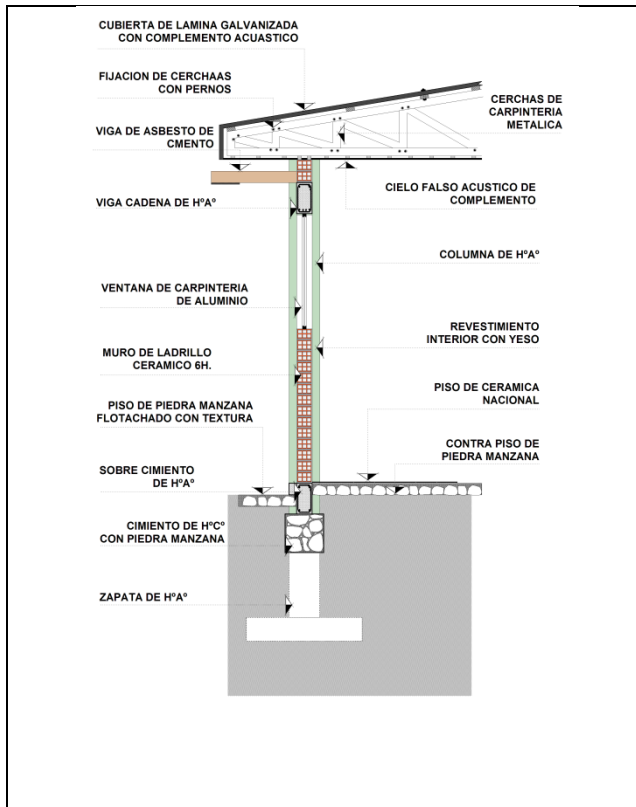 CUBIERTA DE LAMINA GALVANIZADA
CON COMPLEMENTO ACUASTICO
FIJACION DE CERCHAAS
CON PERNOS
VIGA DE ASBESTO DE
CMENTO
VIGA CADENA DE HºAº
VENTANA DE CARPINTERIA
DE ALUMINIO
MURO DE LADRILLO
CERAMICO 6H.
PISO DE PIEDRA MANZANA
FLOTACHADO CON TEXTURA
SOBRE CIMIENTO
DE HºAº
CIMIENTO DE HºCº
CON PIEDRA MANZANA
ZAPATA DE HºAº
CERCHAS DE
CARPINTERIA
METALICA
CIELO FALSO ACUSTICO DE
COMPLEMENTO
COLUMNA DE HºAº
REVESTIMIENTO
INTERIOR CON YESO
PISO DE CERAMICA
NACIONAL
CONTRA PISO DE
PIEDRA MANZANA